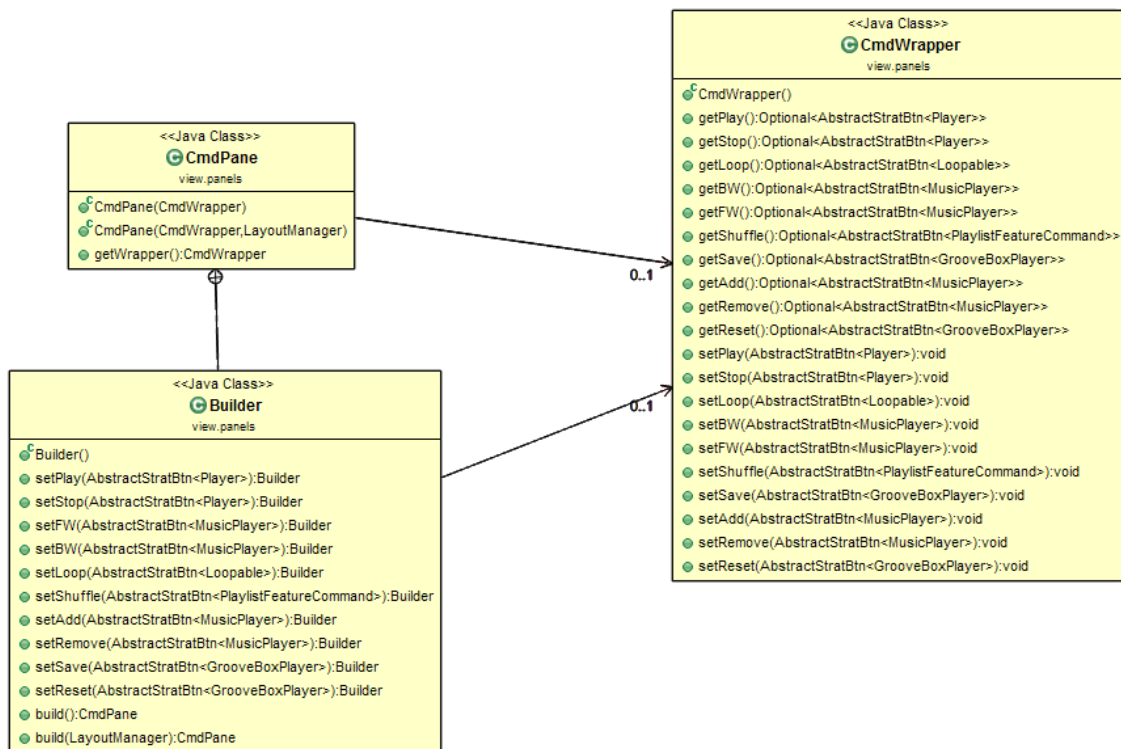 <<Java Class>>
CmdPane
view.panels
CmdPane(CmdWrapper)
CmdPane(CmdWrapper,LayoutManager)
getWrapper():CmdWrapper
<<Java Class>>
Builder
view.panels
Builder()
setPlay(AbstractStratBtn<Player>):Builder
setStop(AbstractStratBtn<Player>):Builder
setFW(AbstractStratBtn<MusicPlayer>):Builder
setBW(AbstractStratBtn<MusicPlayer>):Builder
setLoop(AbstractStratBtn<Loopable>):Builder
setShuffle(AbstractStratBtn<PlaylistFeatureCommand>):Builder
setAdd(AbstractStratBtn<MusicPlayer>):Builder
setRemove(AbstractStratBtn<MusicPlayer>):Builder
setSave(AbstractStratBtn<GrooveBoxPlayer>):Builder
setReset(AbstractStratBtn<GrooveBoxPlayer>):Builder
build():CmdPane
build(LayoutManager):CmdPane
0..1
0..1
<<Java Class>>
CmdWrapper
view.panels
CmdWrapper()
getPlay():Optional<AbstractStratBtn<Player>>
getStop():Optional<AbstractStratBtn<Player>>
getLoop():Optional<AbstractStratBtn<Loopable>>
getBW():Optional<AbstractStratBtn<MusicPlayer>>
getFW():Optional<AbstractStratBtn<MusicPlayer>>
getShuffle():Optional<AbstractStratBtn<PlaylistFeatureCommand>>
getSave():Optional<AbstractStratBtn<GrooveBoxPlayer>>
getAdd():Optional<AbstractStratBtn<MusicPlayer>>
getRemove():Optional<AbstractStratBtn<MusicPlayer>>
getReset():Optional<AbstractStratBtn<GrooveBoxPlayer>>
setPlay(AbstractStratBtn<Player>):void
setStop(AbstractStratBtn<Player>):void
setLoop(AbstractStratBtn<Loopable>):void
setBW(AbstractStratBtn<MusicPlayer>):void
setFW(AbstractStratBtn<MusicPlayer>):void
setShuffle(AbstractStratBtn<PlaylistFeatureCommand>):void
setSave(AbstractStratBtn<GrooveBoxPlayer>):void
setAdd(AbstractStratBtn<MusicPlayer>):void
setRemove(AbstractStratBtn<MusicPlayer>):void
setReset(AbstractStratBtn<GrooveBoxPlayer>):void